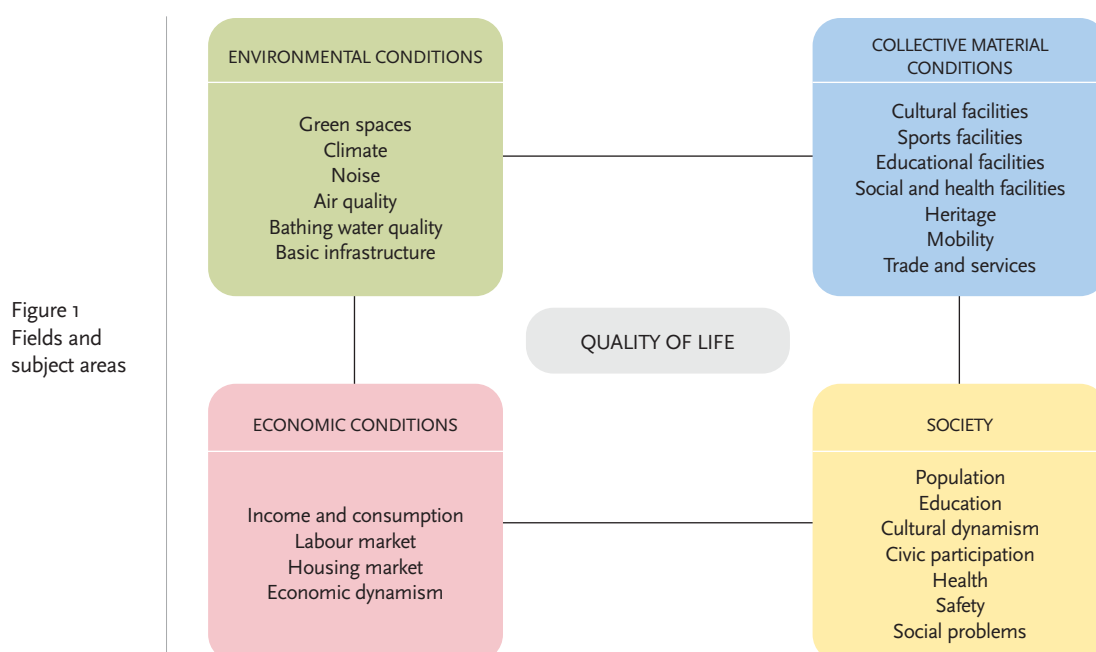 ENVIRONMENTAL CONDITIONS
Green spaces
Climate
Noise
Air quality
Bathing water quality
Basic infrastructure
COLLECTIVE MATERIAL
CONDITIONS
Cultural facilities
Sports facilities
Educational facilities
Social and health facilities
Heritage
Mobility
Trade and services
Figure 1
Fields and
subject areas
QUALITY OF LIFE
ECONOMIC CONDITIONS
Income and consumption
Labour market
Housing market
Economic dynamism
SOCIETY
Population
Education
Cultural dynamism
Civic participation
Health
Safety
Social problems